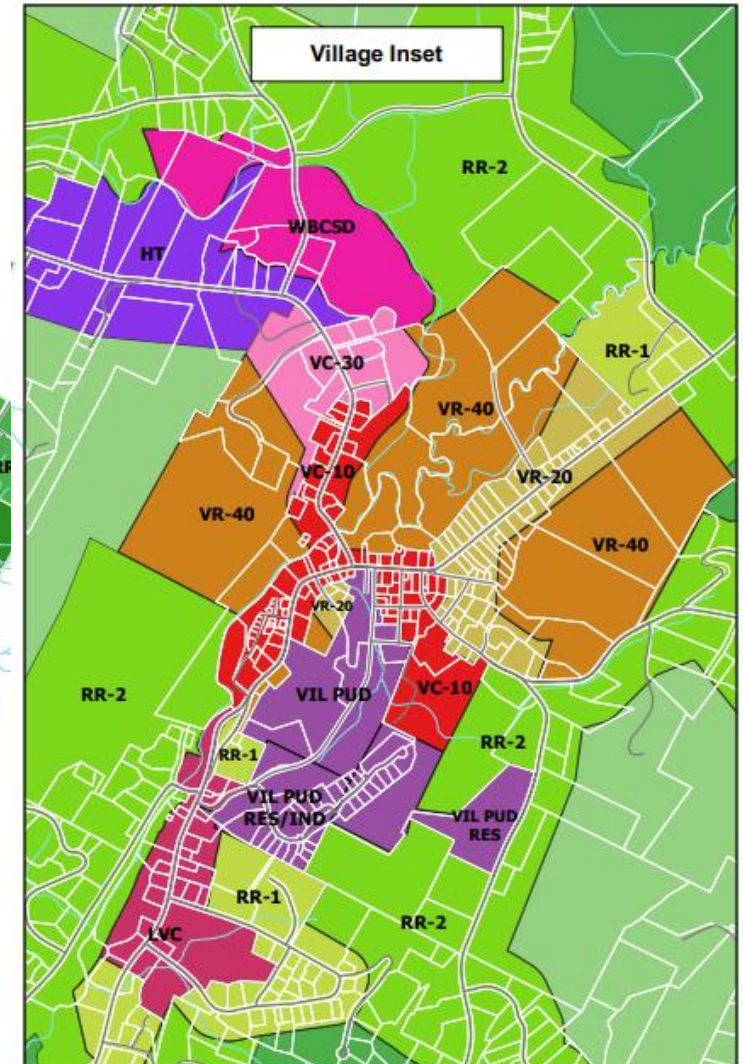 Village Inset
RR-2
WBCSD
HT
RR-1
VC-30
VR-40
VC-10
VR-20
VR-40
VR-40
VR-20
RR-2
VIL PUD
VC-10
RR-2
RR-1
VIL PUD
RES/IND
VIL PUD
RES
RR-1
RR-2
LVC